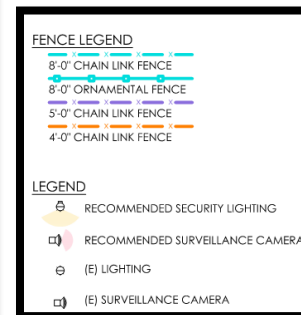 FENCE LEGEND
8'-0" CHAIN LINK FENCE
8'-0" ORNAMENTAL FENCE
5'-0" CHAIN LINK FENCE
4'-0" CHAIN LINK FENCE
LEGEND
RECOMMENDED SECURITY LIGHTING
RECOMMENDED SURVEILLANCE CAMERA
(E) LIGHTING
(E) SURVEILLANCE CAMERA